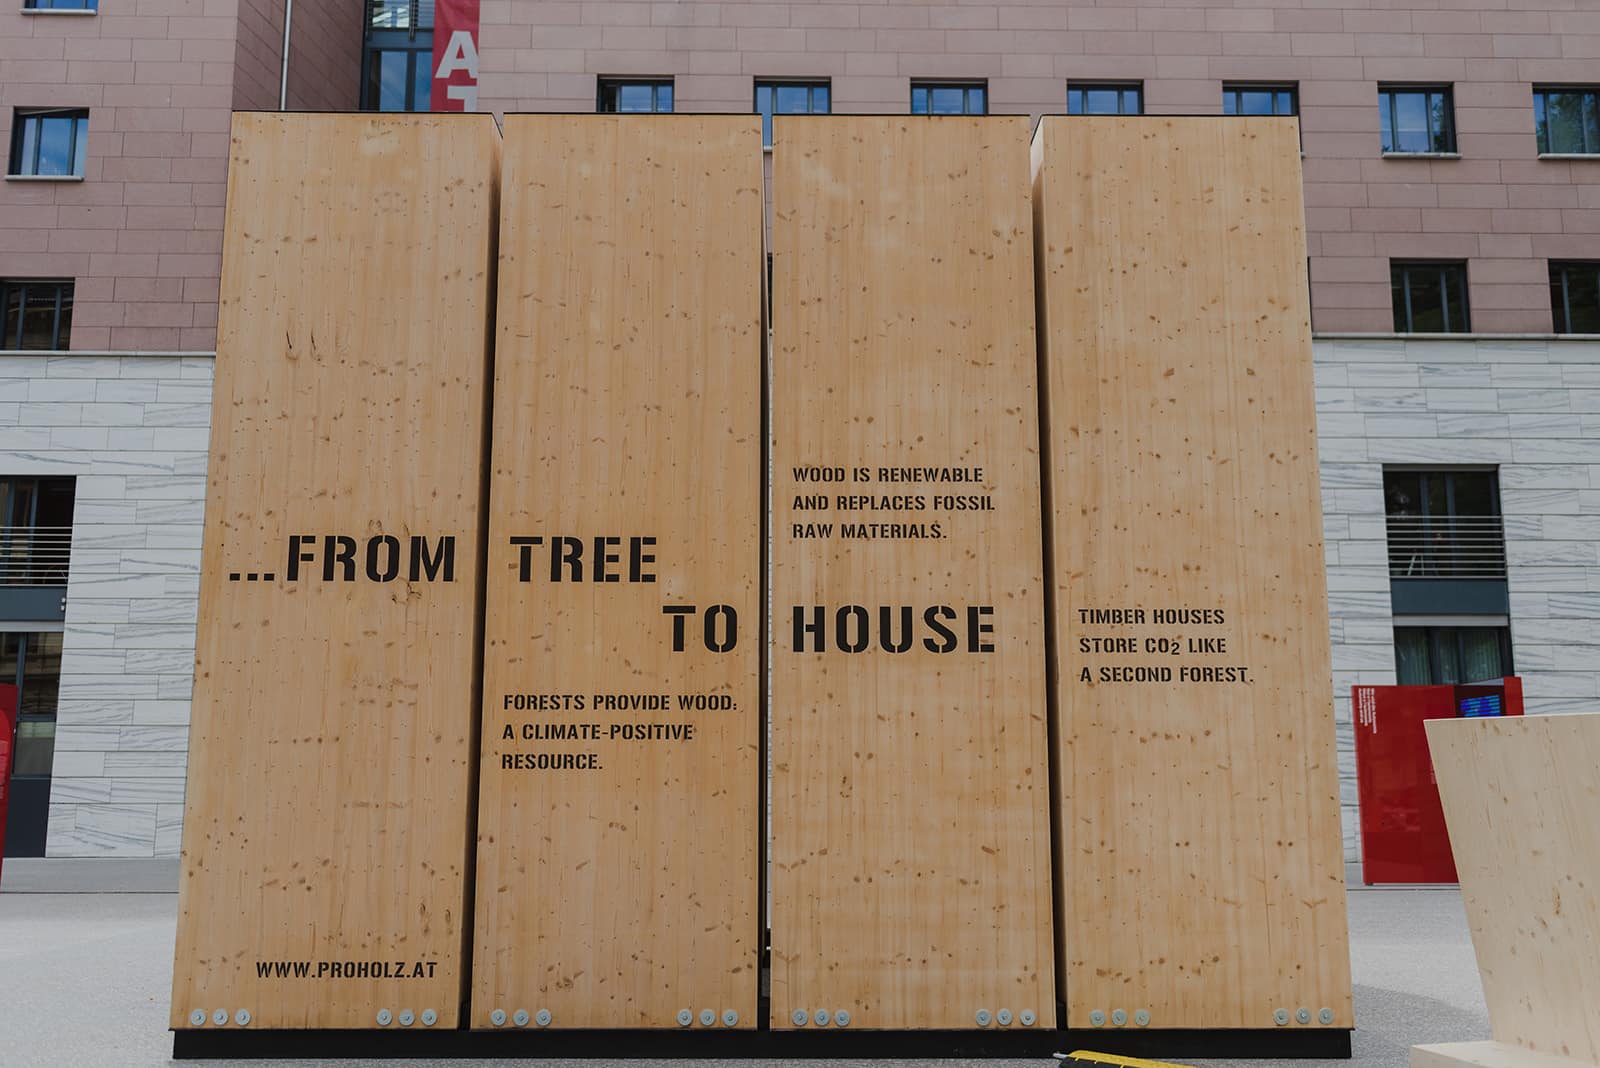 A
...FROM TREE
TO HOUSE
FORESTS PROVIDE WOOD:
A CLIMATE-POSITIVE
RESOURCE.
WOOD IS RENEWABLE
AND REPLACES FOSSIL
RAW MATERIALS.
TIMBER HOUSES
STORE CO₂ LIKE
A SECOND FOREST.
WWW.PROHOLZ.AT